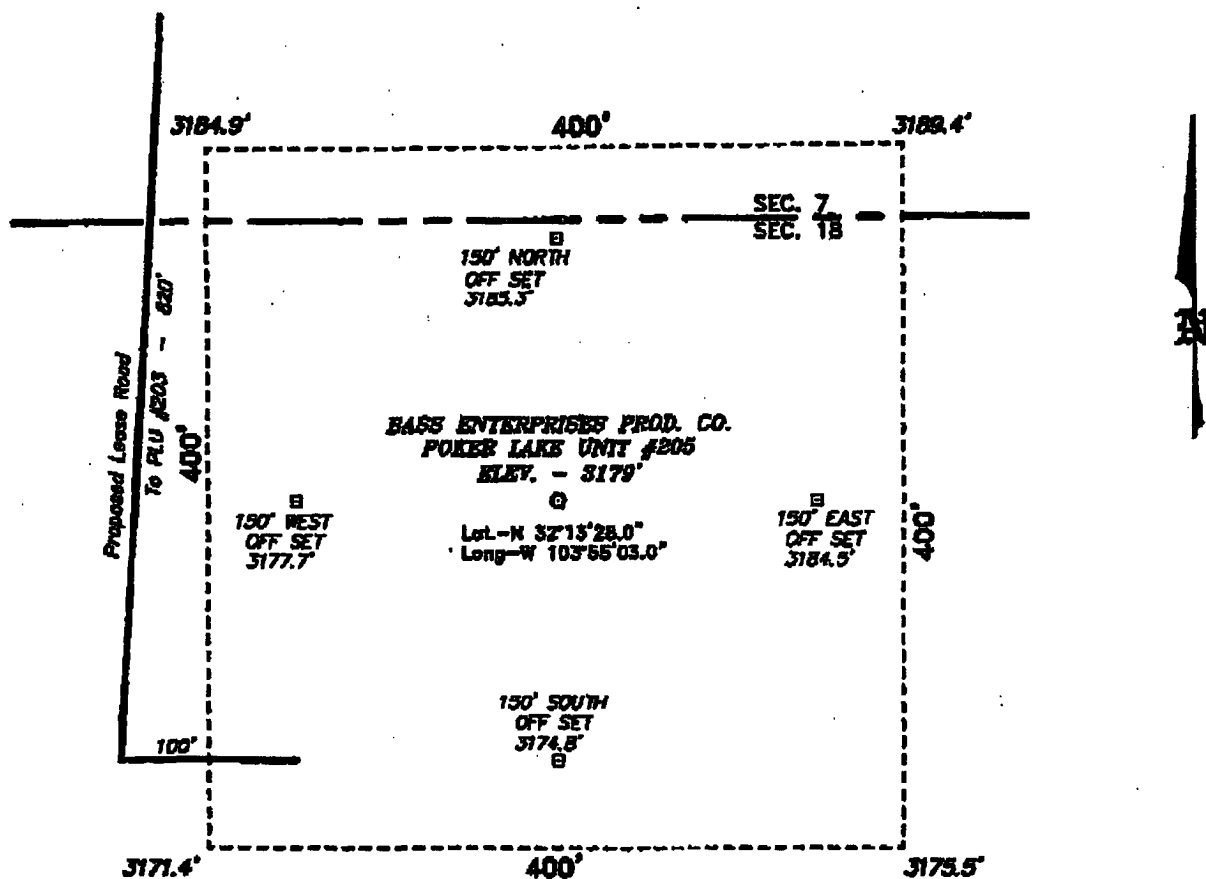 3184.9'
400'
3189.4'
SEC. 7
SEC. 18
150' NORTH
OFF SET
3185.3'
Proposed Lease Road
To PLU #203 - 820'
400'
BASS ENTERPRISES PROD. CO.
POKER LAKE UNIT #205
ELEV. - 3179'
150' WEST
OFF SET
3177.7'
Lat.-N 32°13'28.0"
Long-W 103°55'03.0"
150' EAST
OFF SET
3184.5'
400'
150' SOUTH
OFF SET
3174.8'
100'
3171.4'
400'
3175.5'
N